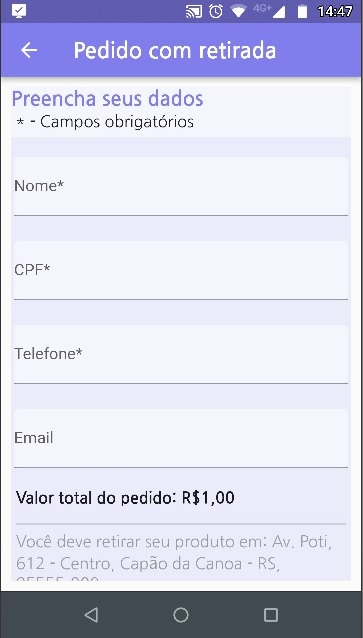 4G+ 14:47
Pedido com retirada
Preencha seus dados
* - Campos obrigatórios
Nome*
CPF*
Telefone*
Email
Valor total do pedido: R$1,00
Você deve retirar seu produto em: Av. Poti,
612 - Centro, Capão da Canoa - RS,